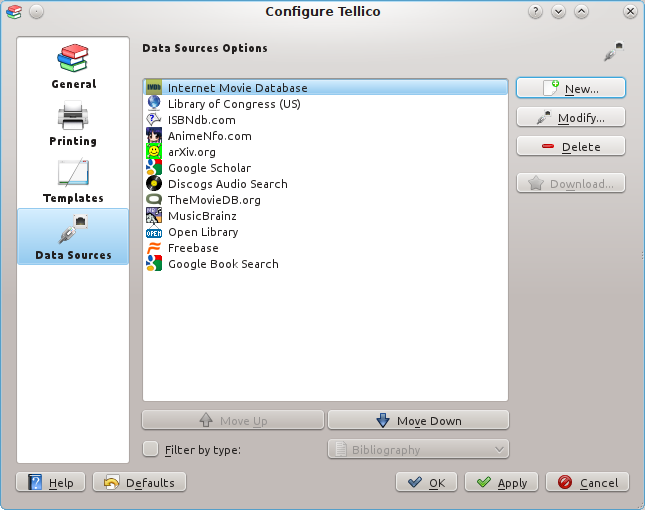 Configure Tellico
General
Printing
Templates
Data Sources
Data Sources Options
Internet Movie Database
Library of Congress (US)
ISBNdb.com
AnimeNfo.com
arXiv.org
Google Scholar
Discogs Audio Search
TheMovieDB.org
MusicBrainz
Open Library
Freebase
Google Book Search
New...
Modify...
Delete
Download...
Move Up
Move Down
Filter by type:
Bibliography
Help
Defaults
OK
Apply
Cancel